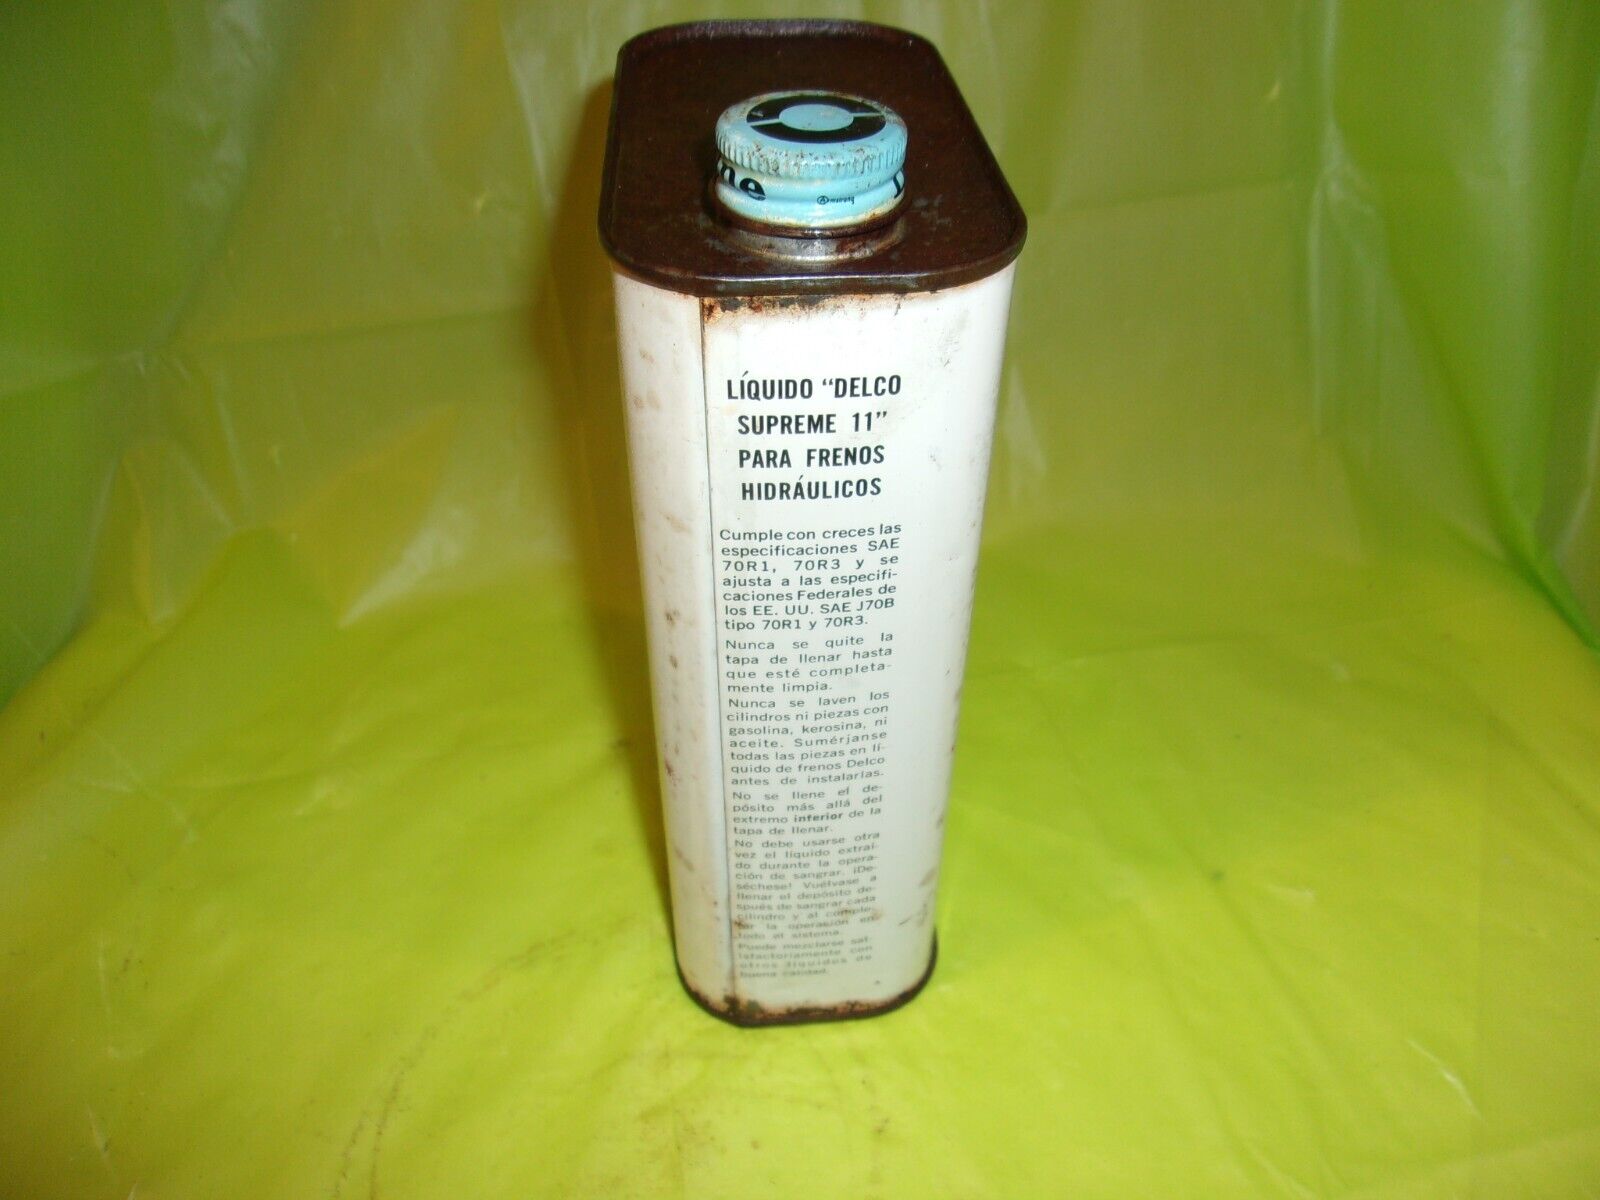 me
LÍQUIDO "DELCO
SUPREME 11"
PARA FRENOS
HIDRÁULICOS
Cumple con creces las
especificaciones SAE
70R1, 70R3 y se
ajusta a las especifi-
caciones Federales de
los EE. UU. SAE J70B
tipo 70R1 y 70R3.
Nunca se quite la
tapa de llenar hasta
que esté completa-
mente limpia.
Nunca se laven los
cilindros ni piezas con
gasolina, kerosina, ni
aceite. Sumérjanse
todas las piezas en lí-
quido de frenos Delco
antes de instalarlas.
No se llene el de-
pósito más allá del
extremo inferior de la
tapa de llenar.
No debe usarse otra
vez el líquido extraí-
do durante la opera-
ción de sangrar. ¡De-
séchese! Vuélvase a
llenar el depósito de-
spués de sangrar cada
cilindro y al comple-
tar la operación en
todo el sistema.
Puede mezclarse sat-
isfactoriamente con
otros líquidos de
buena calidad.